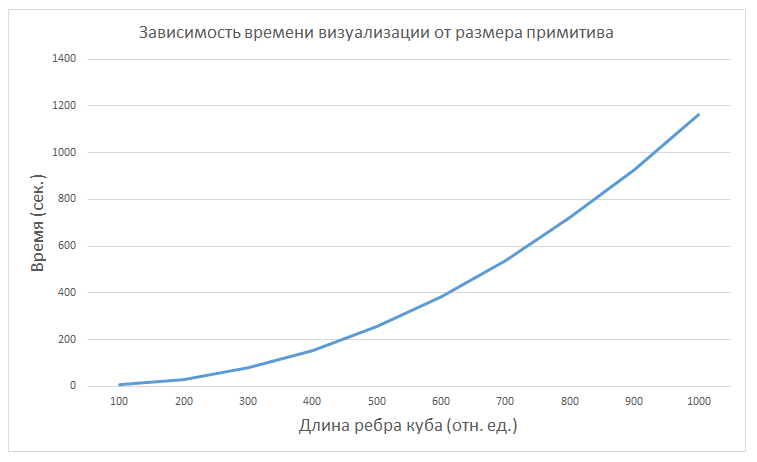 Зависимость времени визуализации от размера примитива
1400
1200
1000
800
600
400
200
0
Время (сек.)
100 200 300 400 500 600 700 800 900 1000
Длина ребра куба (отн. ед.)